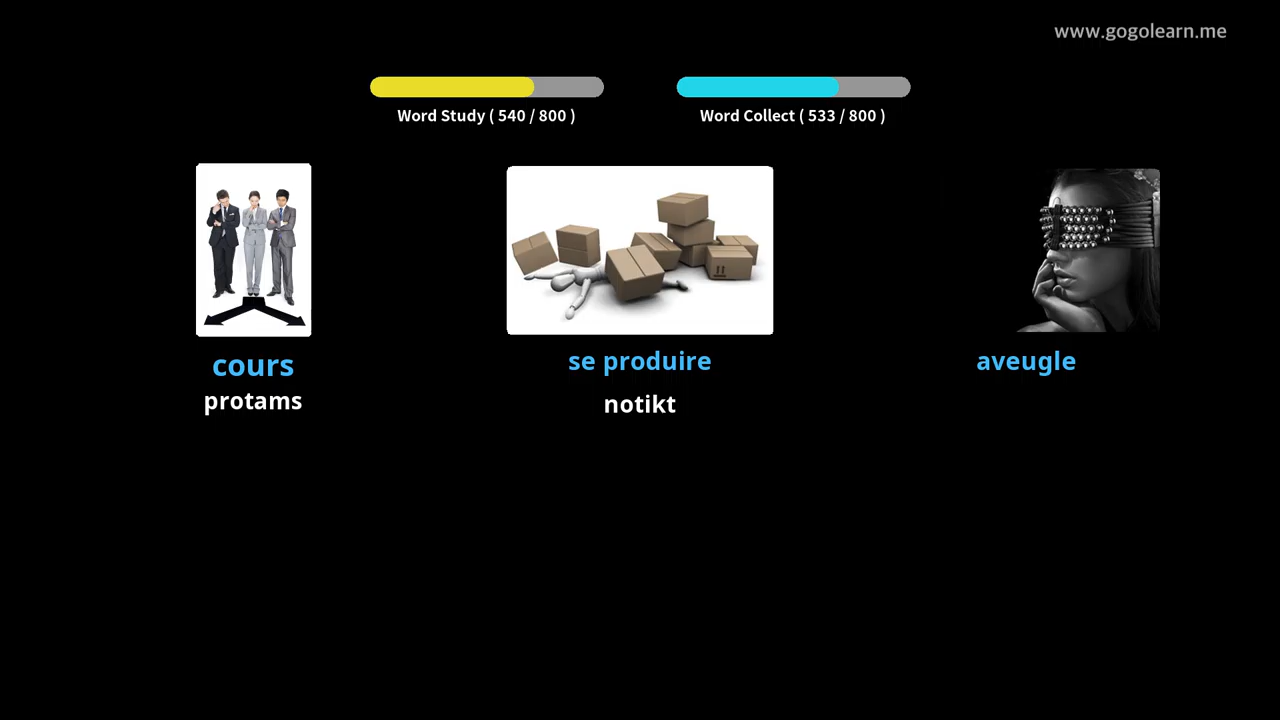 www.gogolearn.me
Word Study ( 540 / 800 )
Word Collect ( 533 / 800 )
cours
protams
se produire
notikt
aveugle